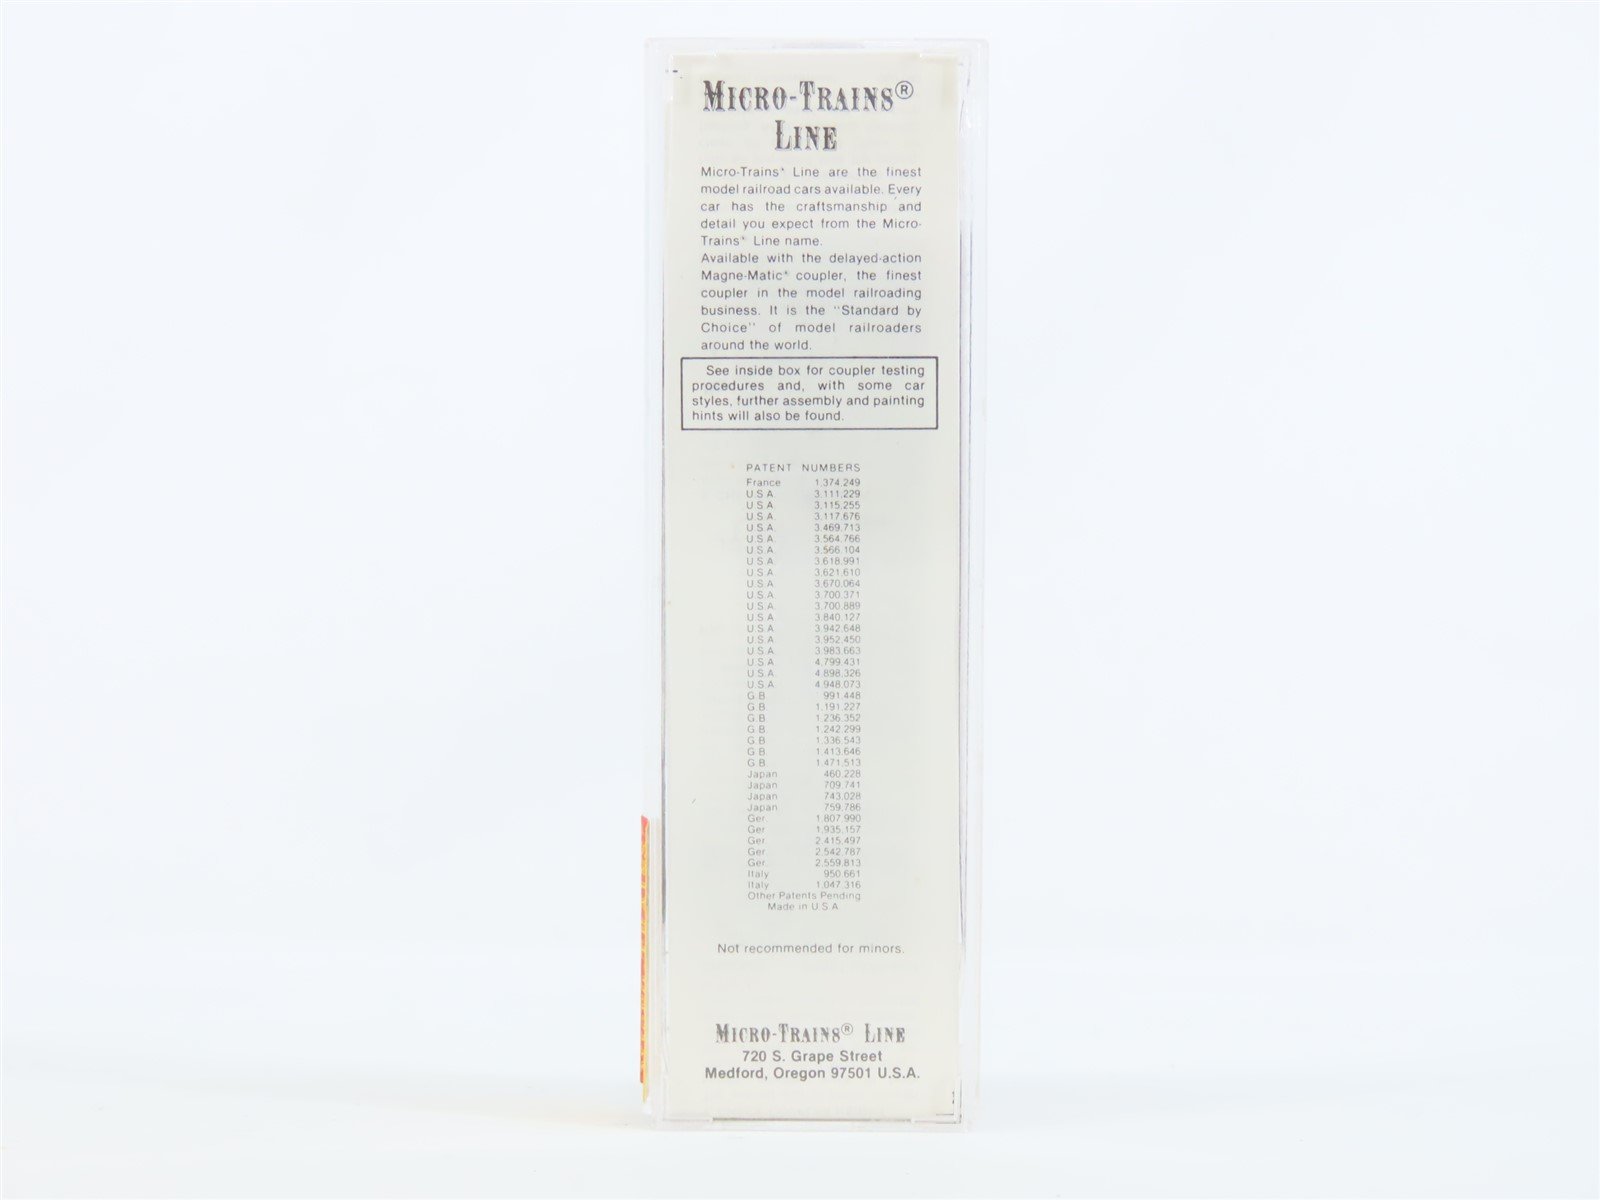 MICRO-TRAINS®
LINE
Micro-Trains® Line are the finest
model railroad cars available. Every
car has the craftsmanship and
detail you expect from the Micro-
Trains® Line name.
Available with the delayed-action
Magne-Matic® coupler, the finest
coupler in the model railroading
business. It is the "Standard by
Choice" of model railroaders
around the world.
See inside box for coupler testing
procedures and, with some car
styles, further assembly and painting
hints will also be found.
PATENT NUMBERS
France 1,374,249
U.S.A. 3,111,229
U.S.A. 3,115,255
U.S.A. 3,117,676
U.S.A. 3,469,713
U.S.A. 3,564,766
U.S.A. 3,566,104
U.S.A. 3,618,991
U.S.A. 3,621,610
U.S.A. 3,670,064
U.S.A. 3,700,371
U.S.A. 3,700,889
U.S.A. 3,840,127
U.S.A. 3,942,648
U.S.A. 3,952,450
U.S.A. 3,983,663
U.S.A. 4,799,431
U.S.A. 4,898,326
U.S.A. 4,948,073
G.B. 991,448
G.B. 1,191,227
G.B. 1,236,352
G.B. 1,242,299
G.B. 1,336,543
G.B. 1,413,646
G.B. 1,471,513
Japan 460,228
Japan 709,741
Japan 743,028
Japan 759,786
Ger. 1,807,990
Ger. 1,935,157
Ger. 2,415,497
Ger. 2,542,787
Ger. 2,559,813
Italy 950,661
Italy 1,047,316
Other Patents Pending
Made in U.S.A.
Not recommended for minors.
MICRO-TRAINS® LINE
720 S. Grape Street
Medford, Oregon 97501 U.S.A.